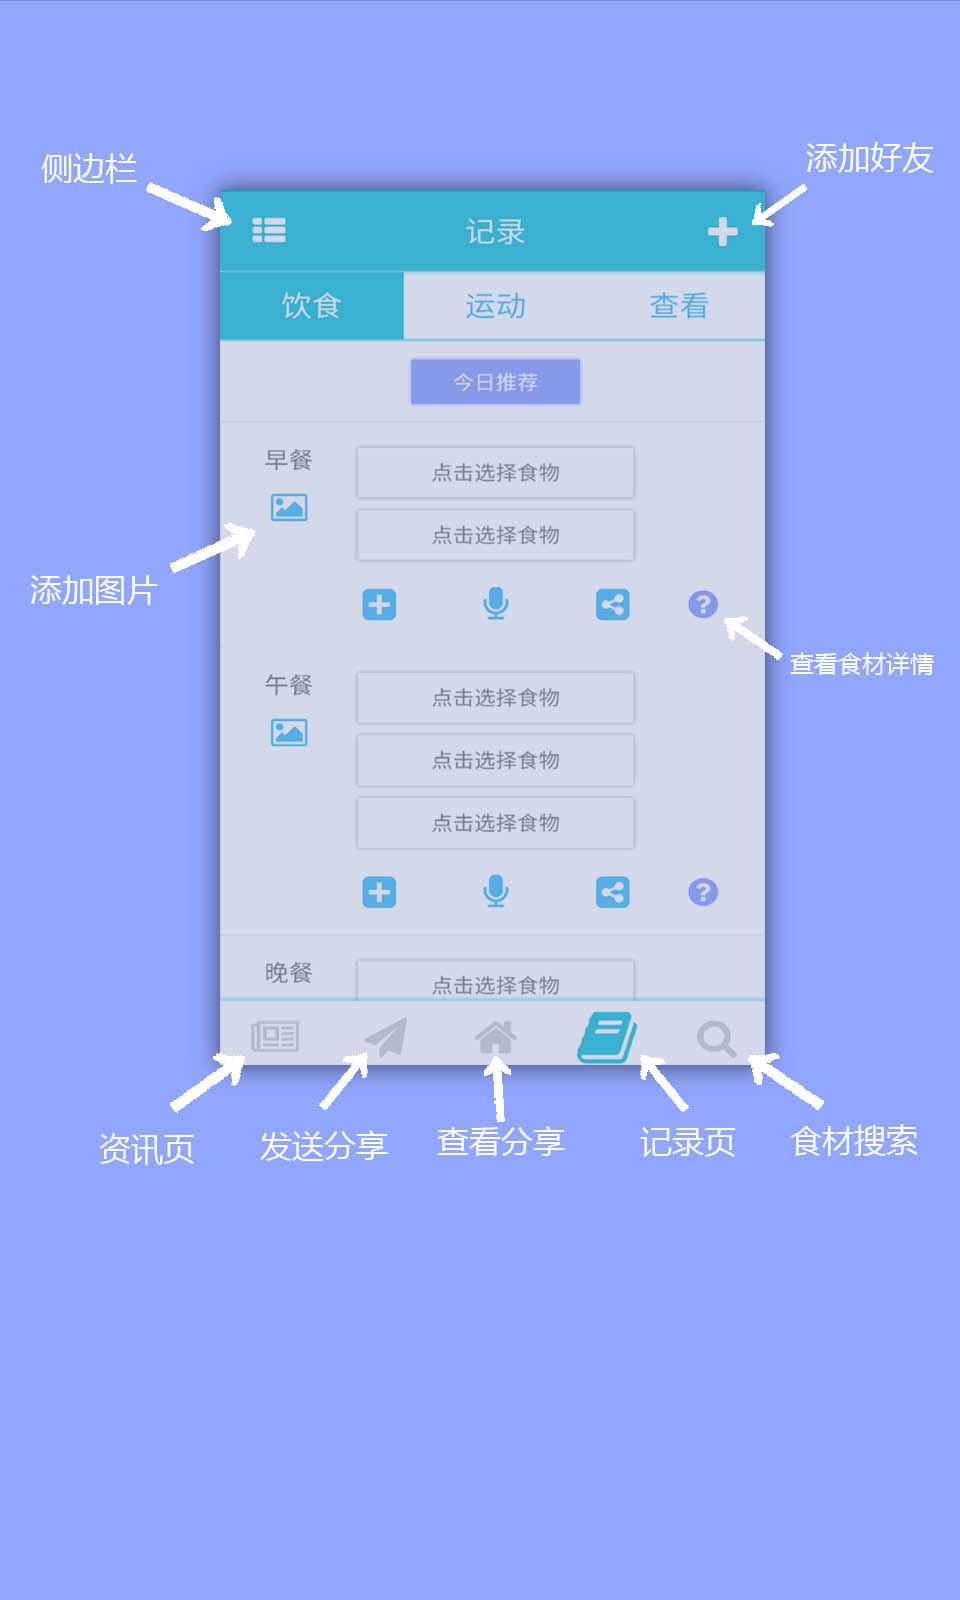 添加好友
侧边栏
记录
饮食
运动
查看
今日推荐
早餐
点击选择食物
点击选择食物
添加图片
查看食材详情
午餐
点击选择食物
点击选择食物
点击选择食物
晚餐
点击选择食物
资讯页
发送分享
查看分享
记录页
食材搜索